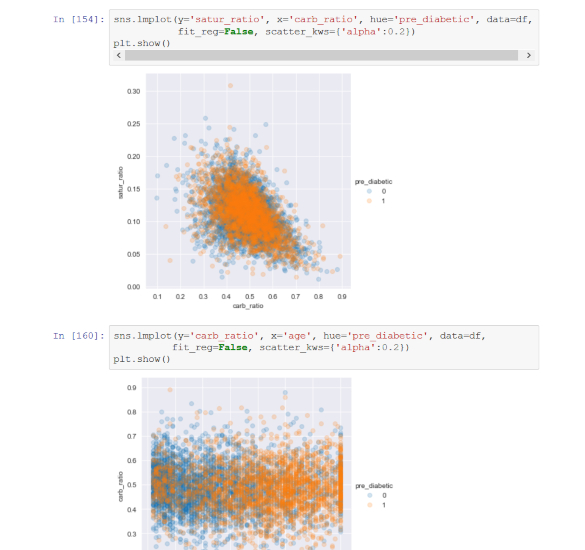 In [154]: sns.lmplot(y='satur_ratio', x='carb_ratio', hue='pre_diabetic', data=df,
fit_reg=False, scatter_kws={'alpha':0.2})
plt.show()
0.30
0.25
0.20
0.15
0.10
0.05
0.00
satur_ratio
0.1 0.2 0.3 0.4 0.5 0.6 0.7 0.8 0.9
carb_ratio
pre_diabetic
0
1
In [160]: sns.lmplot(y='carb_ratio', x='age', hue='pre_diabetic', data=df,
fit_reg=False, scatter_kws={'alpha':0.2})
plt.show()
0.9
0.8
0.7
0.6
0.5
0.4
0.3
carb_ratio
pre_diabetic
0
1